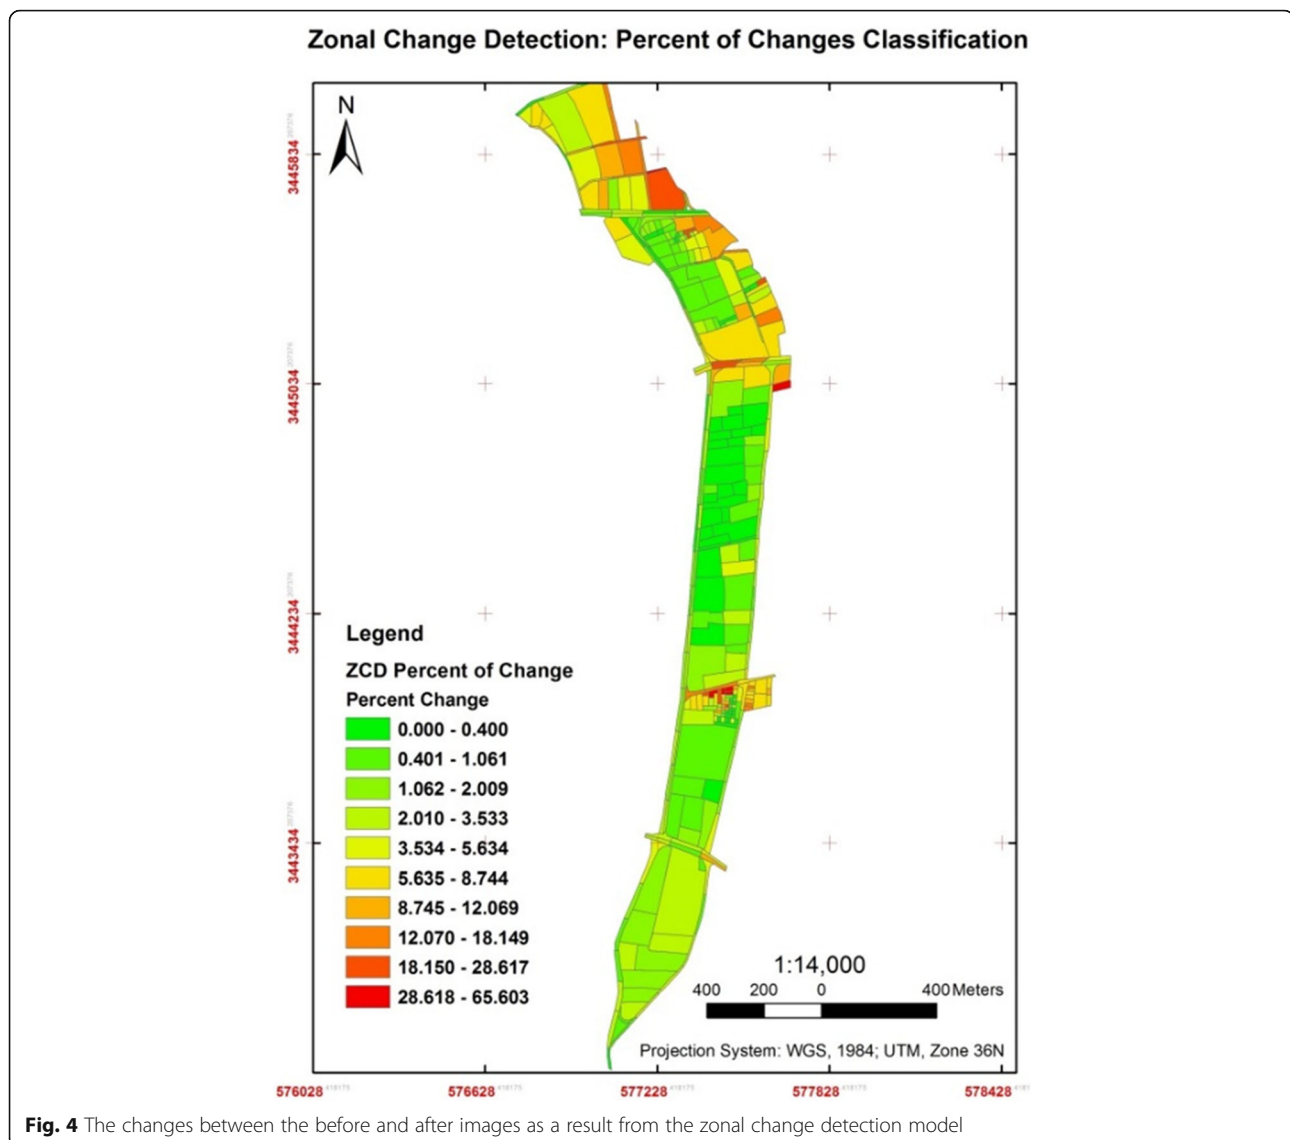 Zonal Change Detection: Percent of Changes Classification
N
3445834
3445034
3444234
3443434
Legend
ZCD Percent of Change
Percent Change
0.000 - 0.400
0.401 - 1.061
1.062 - 2.009
2.010 - 3.533
3.534 - 5.634
5.635 - 8.744
8.745 - 12.069
12.070 - 18.149
18.150 - 28.617
28.618 - 65.603
1:14,000
400 200 0 400 Meters
Projection System: WGS, 1984; UTM, Zone 36N
576028 576628 577228 577828 578428
Fig. 4 The changes between the before and after images as a result from the zonal change detection model